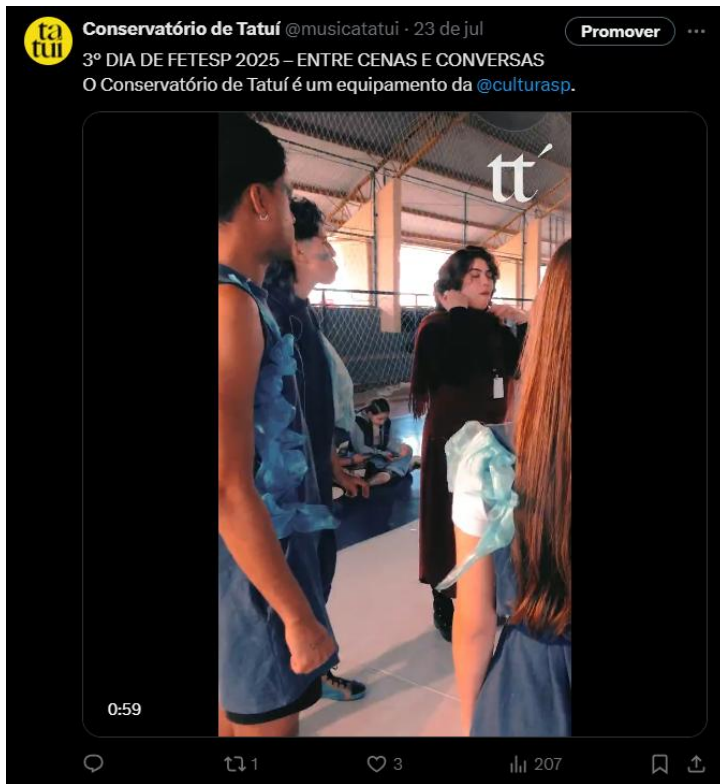 ta
tuí
Conservatório de Tatuí @musicatatui · 23 de jul
Promover
3º DIA DE FETESP 2025 – ENTRE CENAS E CONVERSAS
O Conservatório de Tatuí é um equipamento da @culturasp.
tt´
0:59
1
3
207